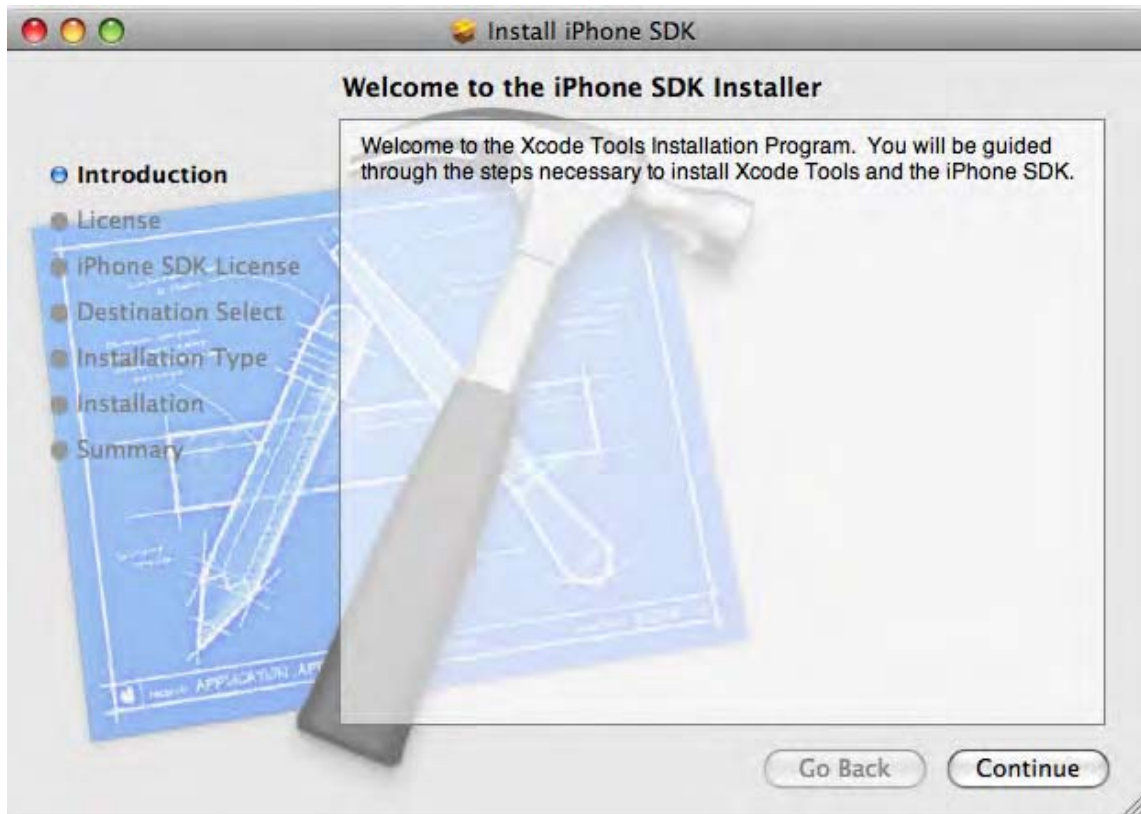 Install iPhone SDK
Welcome to the iPhone SDK Installer
Introduction
License
iPhone SDK License
Destination Select
Installation Type
Installation
Summary
Welcome to the Xcode Tools Installation Program.  You will be guided
through the steps necessary to install Xcode Tools and the iPhone SDK.
APPLICATION APP
Go Back
Continue